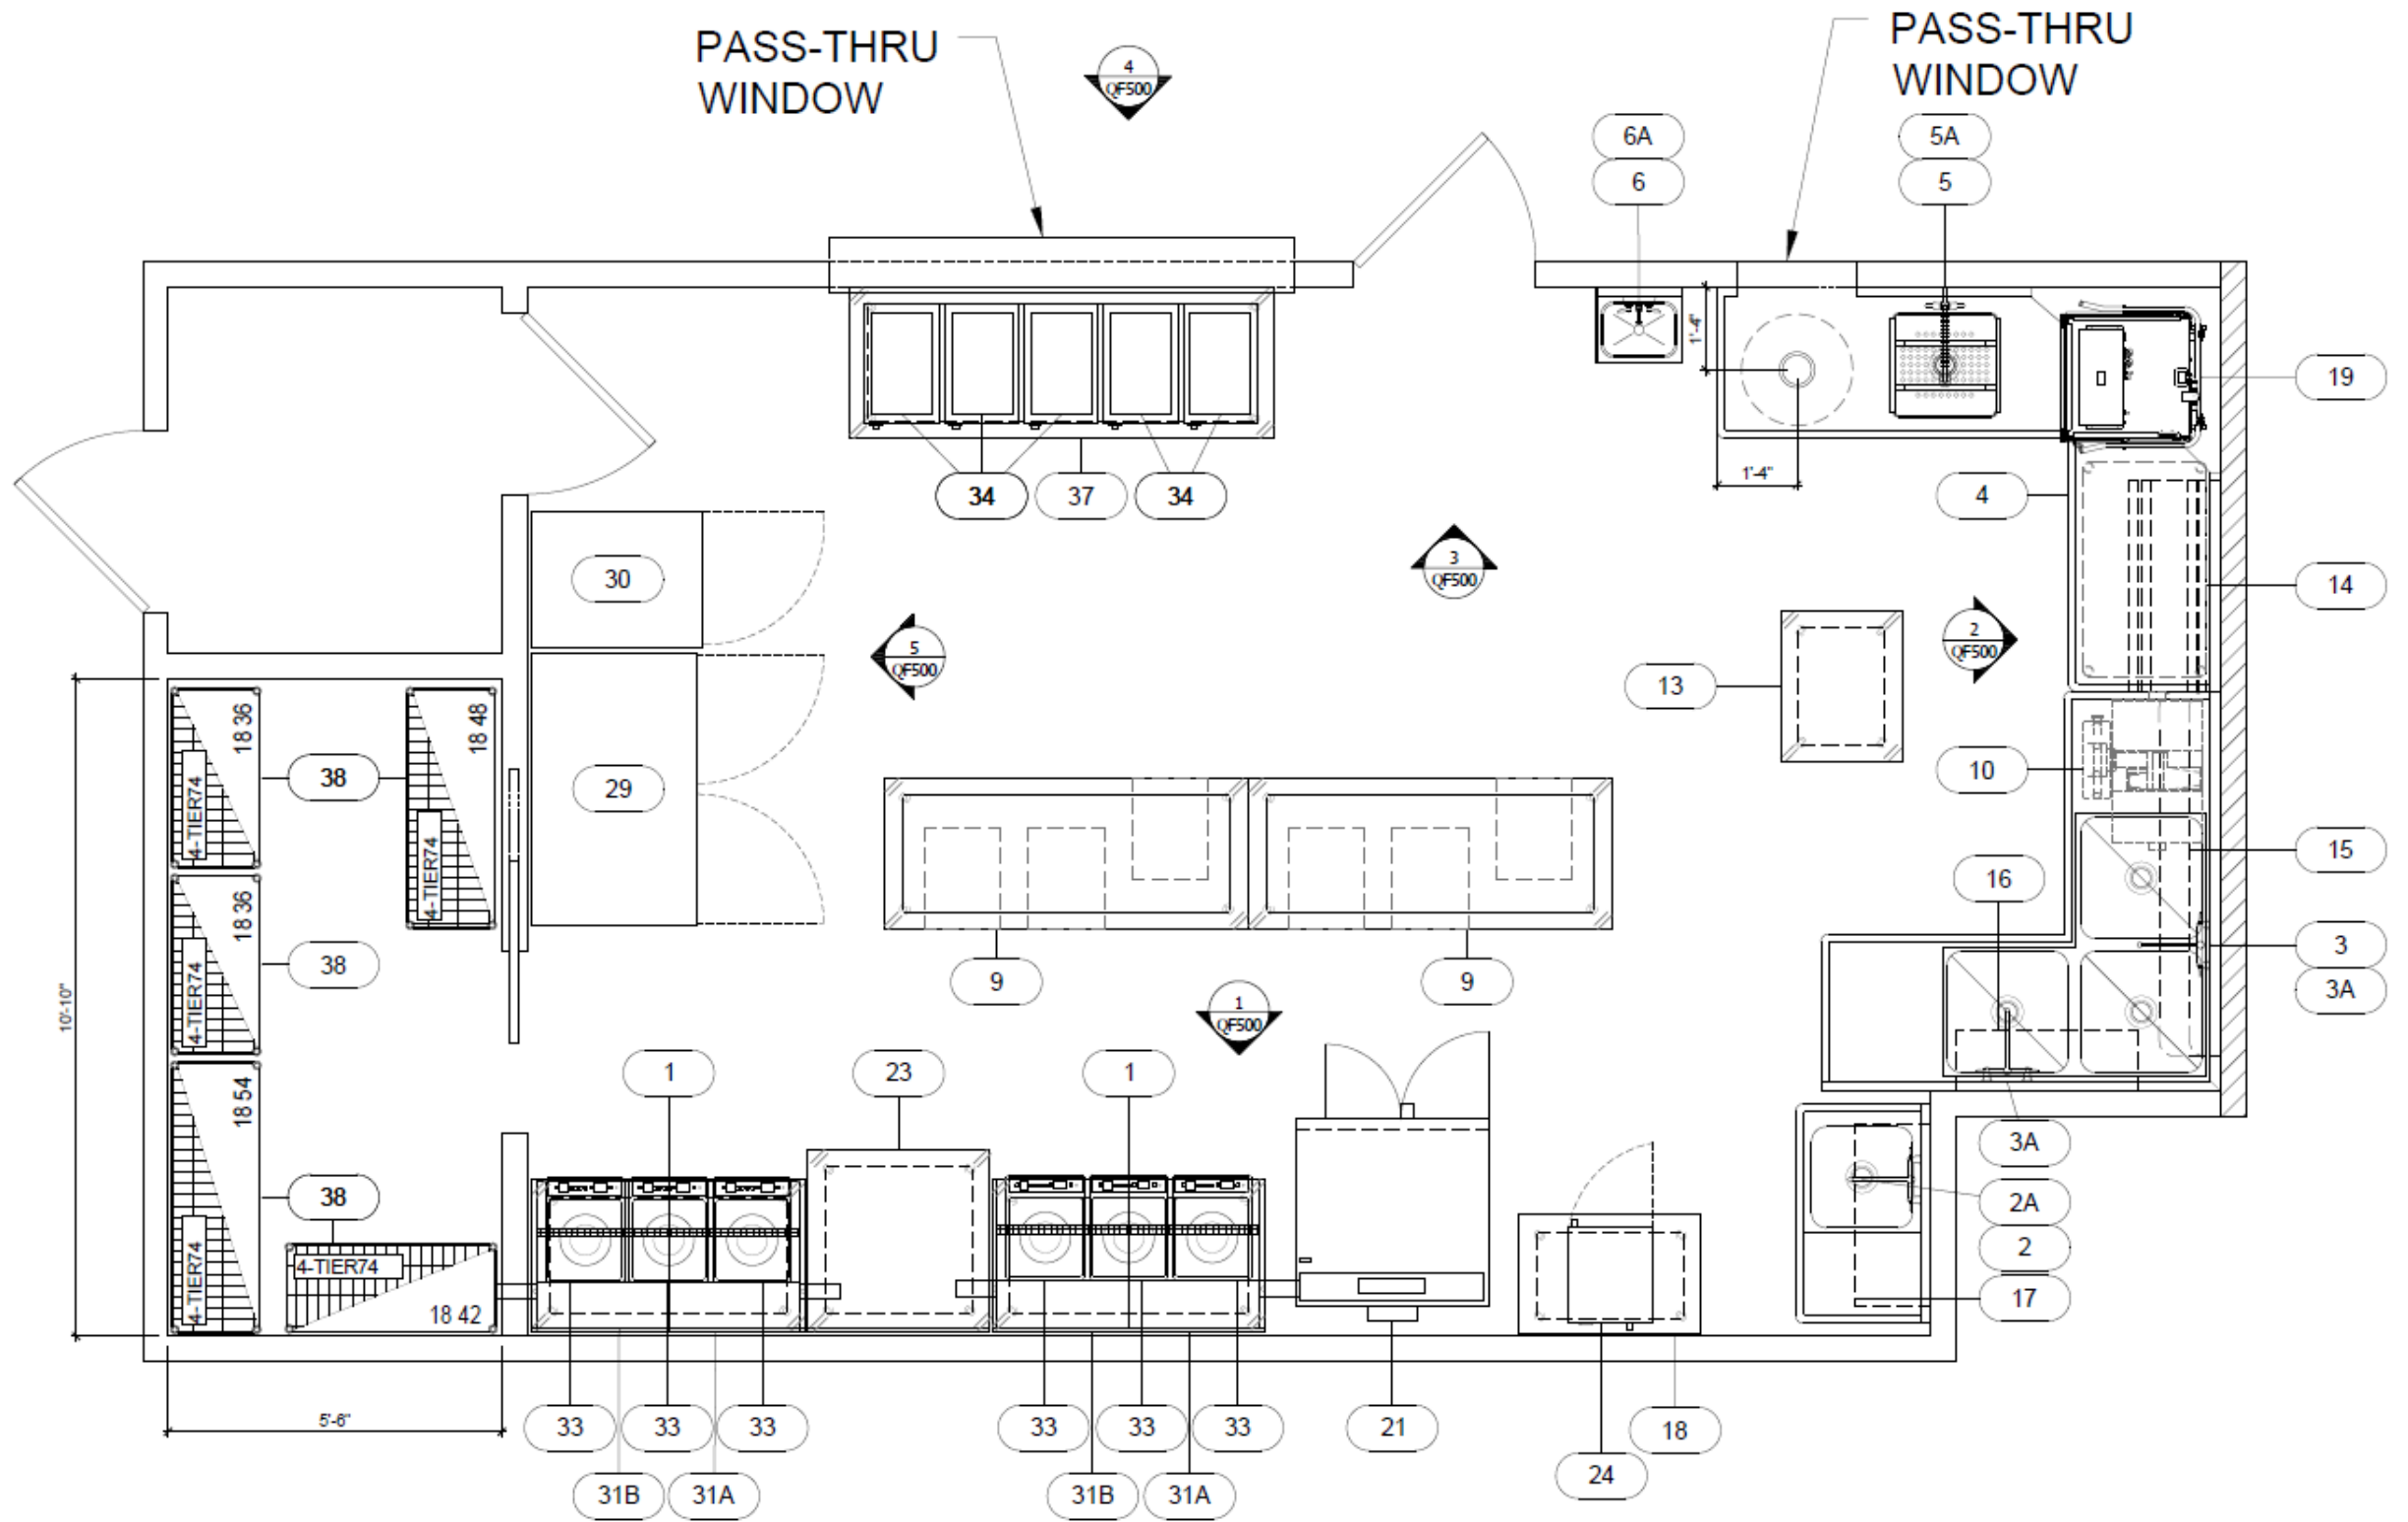 PASS-THRU
WINDOW
4
QF500
PASS-THRU
WINDOW
6A
6
5A
5
1'-4"
19
1'-4"
34
37
34
4
30
3
QF500
14
5
QF500
2
QF500
13
18 36
4-TIER74
38
18 48
4-TIER74
29
10
15
16
18 36
4-TIER74
38
9
9
3
3A
10'-10"
1
QF500
18 54
4-TIER74
1
23
1
3A
2A
2
17
38
4-TIER74
18 42
5'-6"
33
33
33
33
33
33
21
18
31B
31A
31B
31A
24